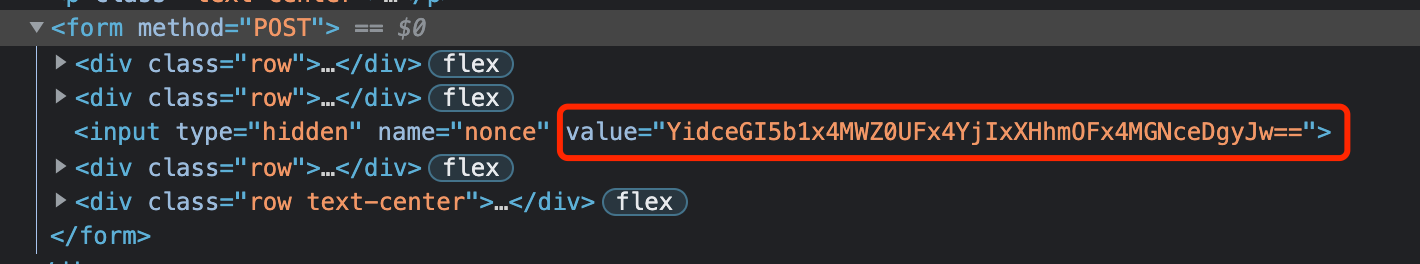 ▼<form method="POST"> == $0
▶<div class="row">…</div> flex
▶<div class="row">…</div> flex
<input type="hidden" name="nonce" value="YidceGI5b1x4MWZ0UFx4YjIxXHhmOFx4MGNceDgyJw==">
▶<div class="row">…</div> flex
▶<div class="row text-center">…</div> flex
</form>